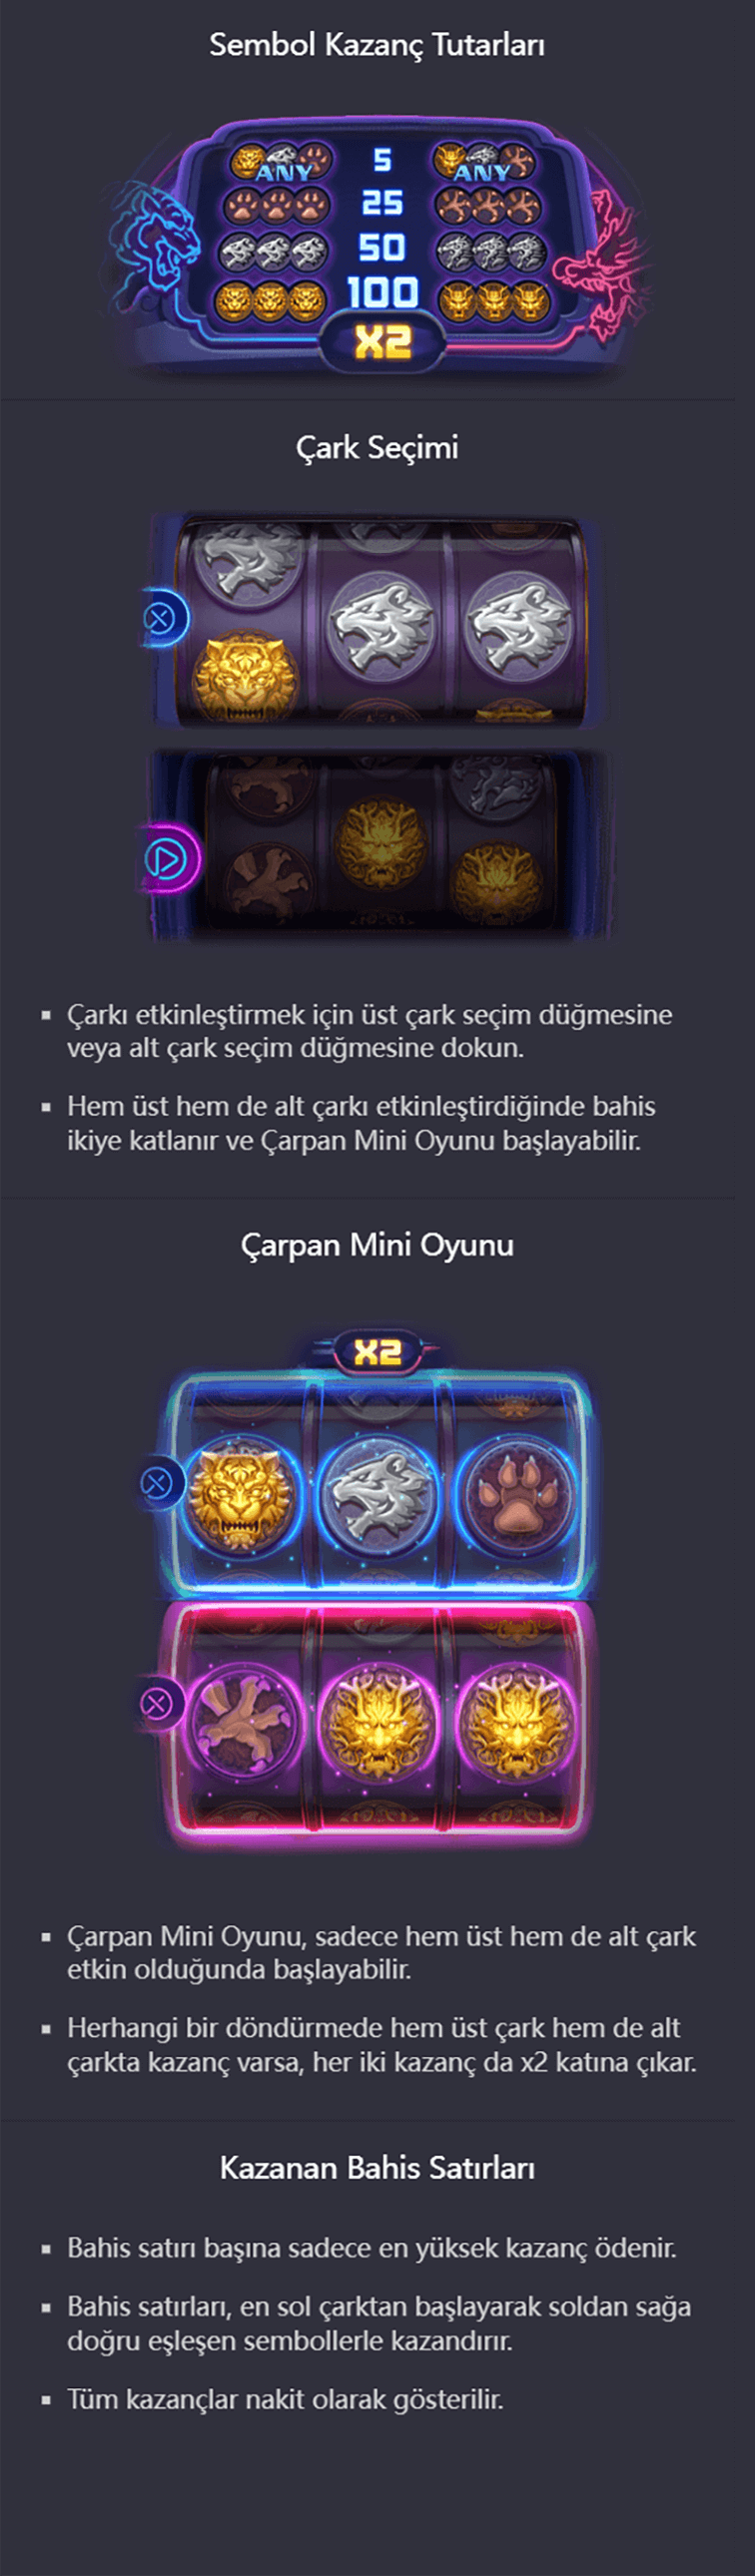 Sembol Kazanç Tutarları
ANY 5 ANY
25
50
100
X2
Çark Seçimi
Çarkı etkinleştirmek için üst çark seçim düğmesine
veya alt çark seçim düğmesine dokun.
Hem üst hem de alt çarkı etkinleştirdiğinde bahis
ikiye katlanır ve Çarpan Mini Oyunu başlayabilir.
Çarpan Mini Oyunu
X2
Çarpan Mini Oyunu, sadece hem üst hem de alt çark
etkin olduğunda başlayabilir.
Herhangi bir döndürmede hem üst çark hem de alt
çarkta kazanç varsa, her iki kazanç da x2 katına çıkar.
Kazanan Bahis Satırları
Bahis satırı başına sadece en yüksek kazanç ödenir.
Bahis satırları, en sol çarktan başlayarak soldan sağa
doğru eşleşen sembollerle kazandırır.
Tüm kazançlar nakit olarak gösterilir.